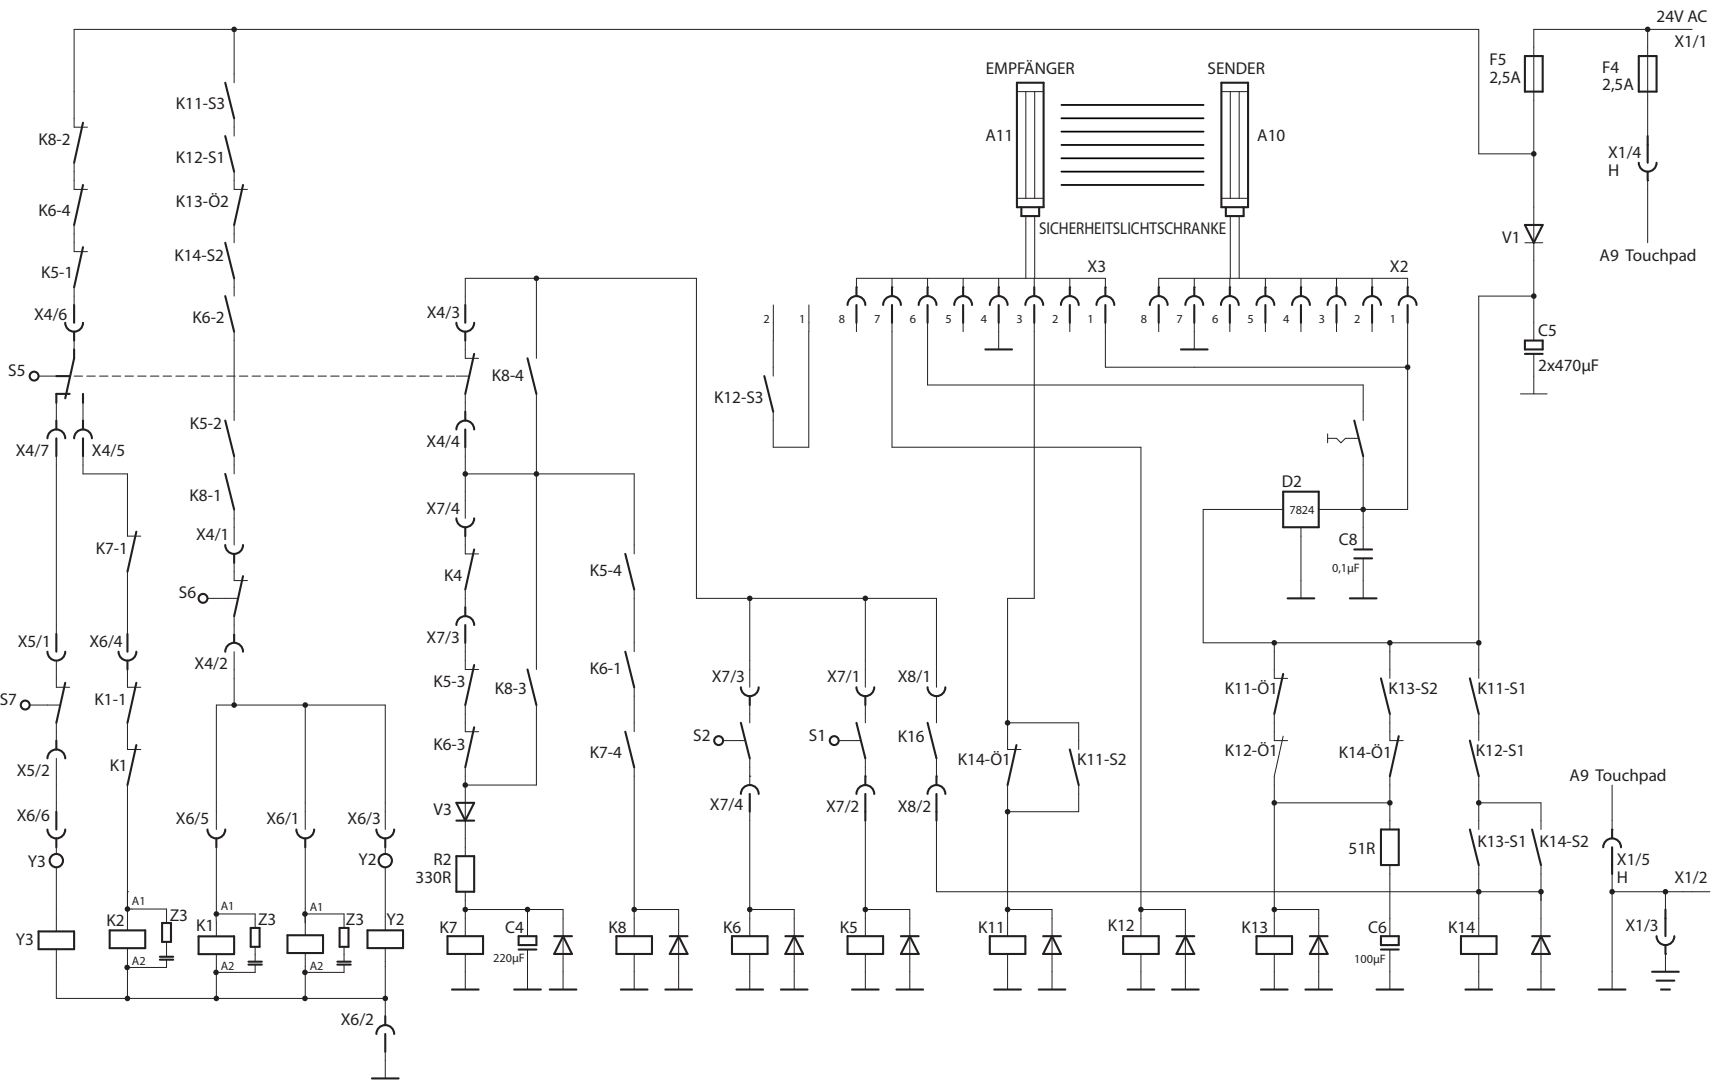 24V AC
X1/1
F5
2,5A
F4
2,5A
EMPFÄNGER
SENDER
K11-S3
K8-2
A11
A10
K12-S1
X1/4
H
K6-4
K13-Ö2
SICHERHEITSLICHTSCHRANKE
V1
K14-S2
A9 Touchpad
K5-1
X3
X2
X4/6
K6-2
X4/3
2
1
8
7
6
5
4
3
2
1
8
7
6
5
4
3
2
1
C5
2x470µF
S5
K8-4
K12-S3
K5-2
X4/7
X4/5
X4/4
D2
7824
K8-1
X7/4
X4/1
C8
0,1µF
K7-1
K4
K5-4
S6
X5/1
X6/4
X7/3
X4/2
K5-3
K8-3
K6-1
X7/3
X7/1
X8/1
K11-Ö1
K13-S2
K11-S1
S7
K1-1
K6-3
S2
S1
K16
K7-4
K14-Ö1
K11-S2
K12-Ö1
K14-Ö1
K12-S1
X5/2
K1
A9 Touchpad
X6/6
X6/5
X6/1
X6/3
V3
X7/4
X7/2
X8/2
Y3
Y2
R2
330R
51R
K13-S1
K14-S2
X1/5
H
X1/2
A1
A1
A1
K2
Z3
K1
Z3
Z3
Y2
K7
C4
220µF
K8
K6
K5
K11
K12
K13
C6
100µF
K14
X1/3
Y3
A2
A2
A2
X6/2